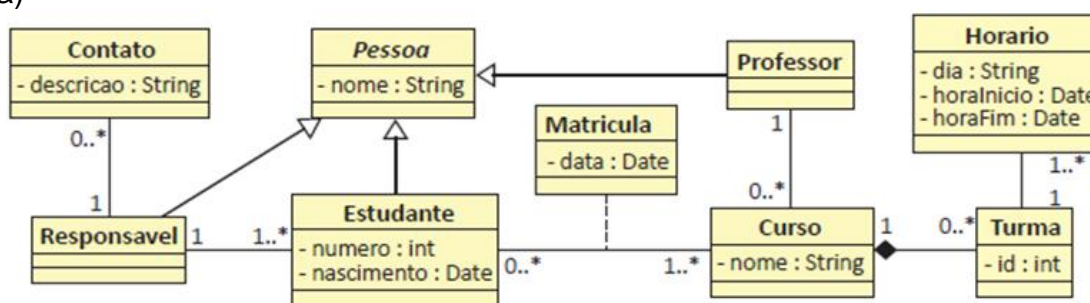 a)
Contato
- descricao : String
0..*
1
Responsavel
1
1..*
Pessoa
- nome : String
Estudante
- numero : int
- nascimento : Date
0..*
1..*
Matricula
- data : Date
Professor
1
0..*
Curso
- nome : String
1
0..*
Horario
- dia : String
- horaInicio : Date
- horaFim : Date
1..*
1
Turma
- id : int